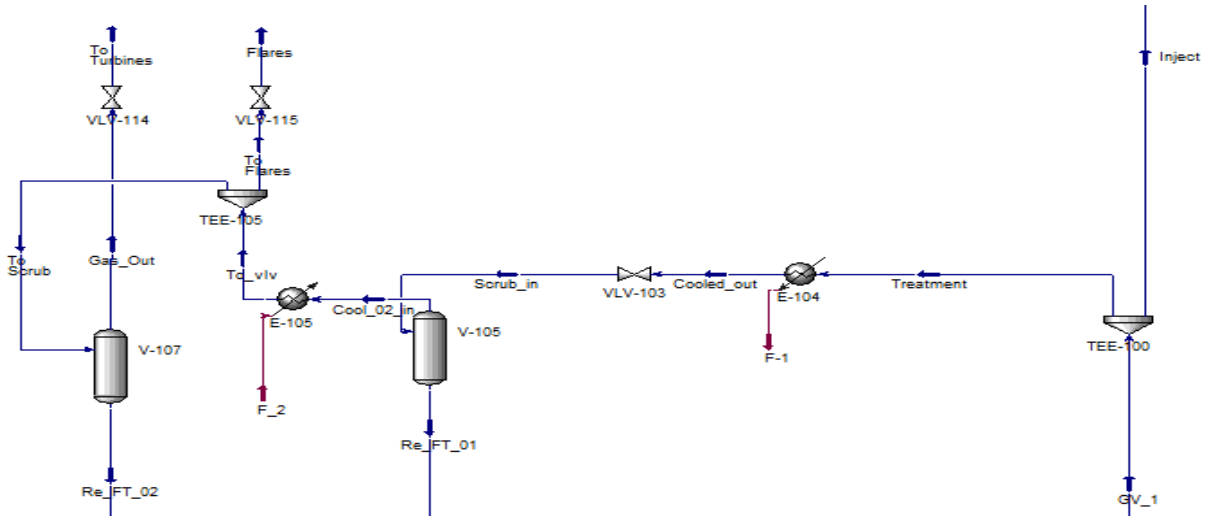 To
Turbines
Flares
Inject
VLV-114
VLV-115
To
Flares
TEE-105
To
Scrub
Gas_Out
To_vlv
Scrub_in
VLV-103
Cooled_out
E-104
Treatment
E-105
Cool_02_in
V-105
TEE-100
V-107
F-1
F_2
Re_FT_01
Re_FT_02
GV_1